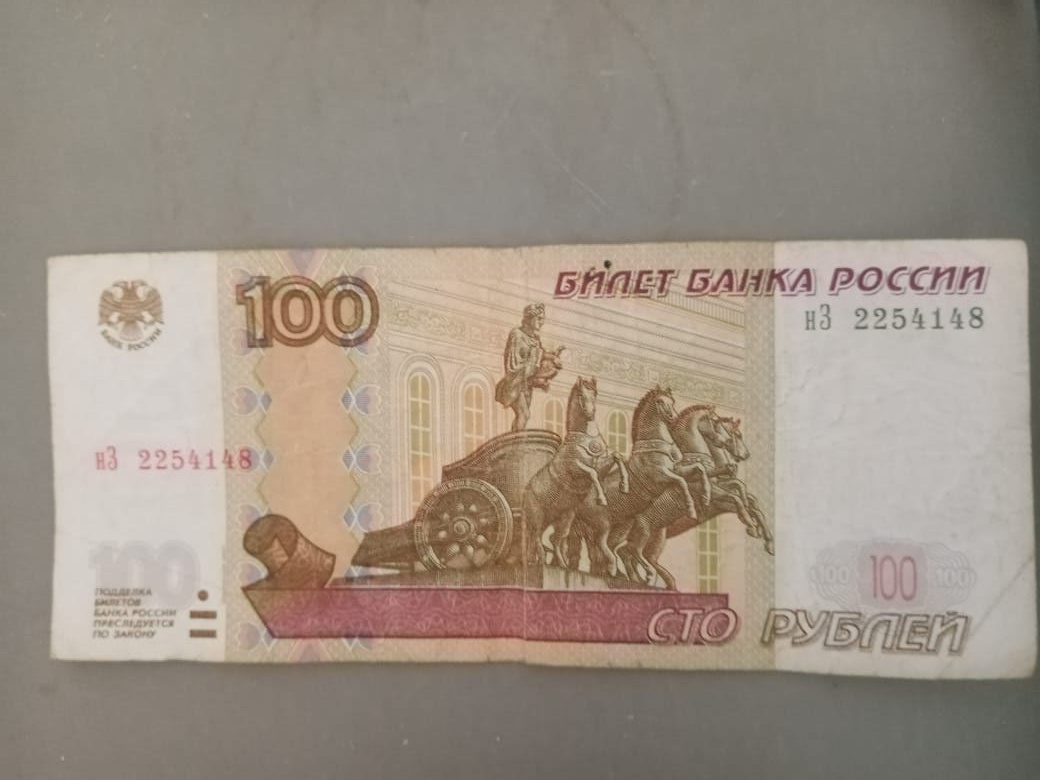 БАНК РОССИИ
100
БИЛЕТ БАНКА РОССИИ
нЗ 2254148
нЗ 2254148
100
ПОДДЕЛКА
БИЛЕТОВ
БАНКА РОССИИ
ПРЕСЛЕДУЕТСЯ
ПО ЗАКОНУ
100 100 100
СТО РУБЛЕЙ